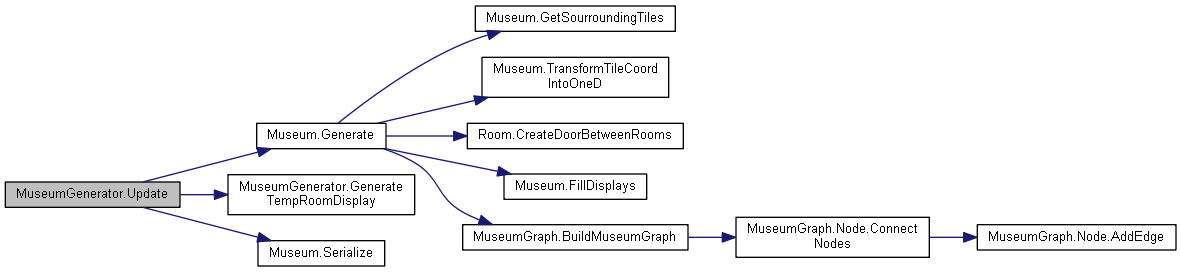 MuseumGenerator.Update
Museum.Generate
MuseumGenerator.Generate
TempRoomDisplay
Museum.Serialize
Museum.GetSourroundingTiles
Museum.TransformTileCoord
IntoOneD
Room.CreateDoorBetweenRooms
Museum.FillDisplays
MuseumGraph.BuildMuseumGraph
MuseumGraph.Node.Connect
Nodes
MuseumGraph.Node.AddEdge